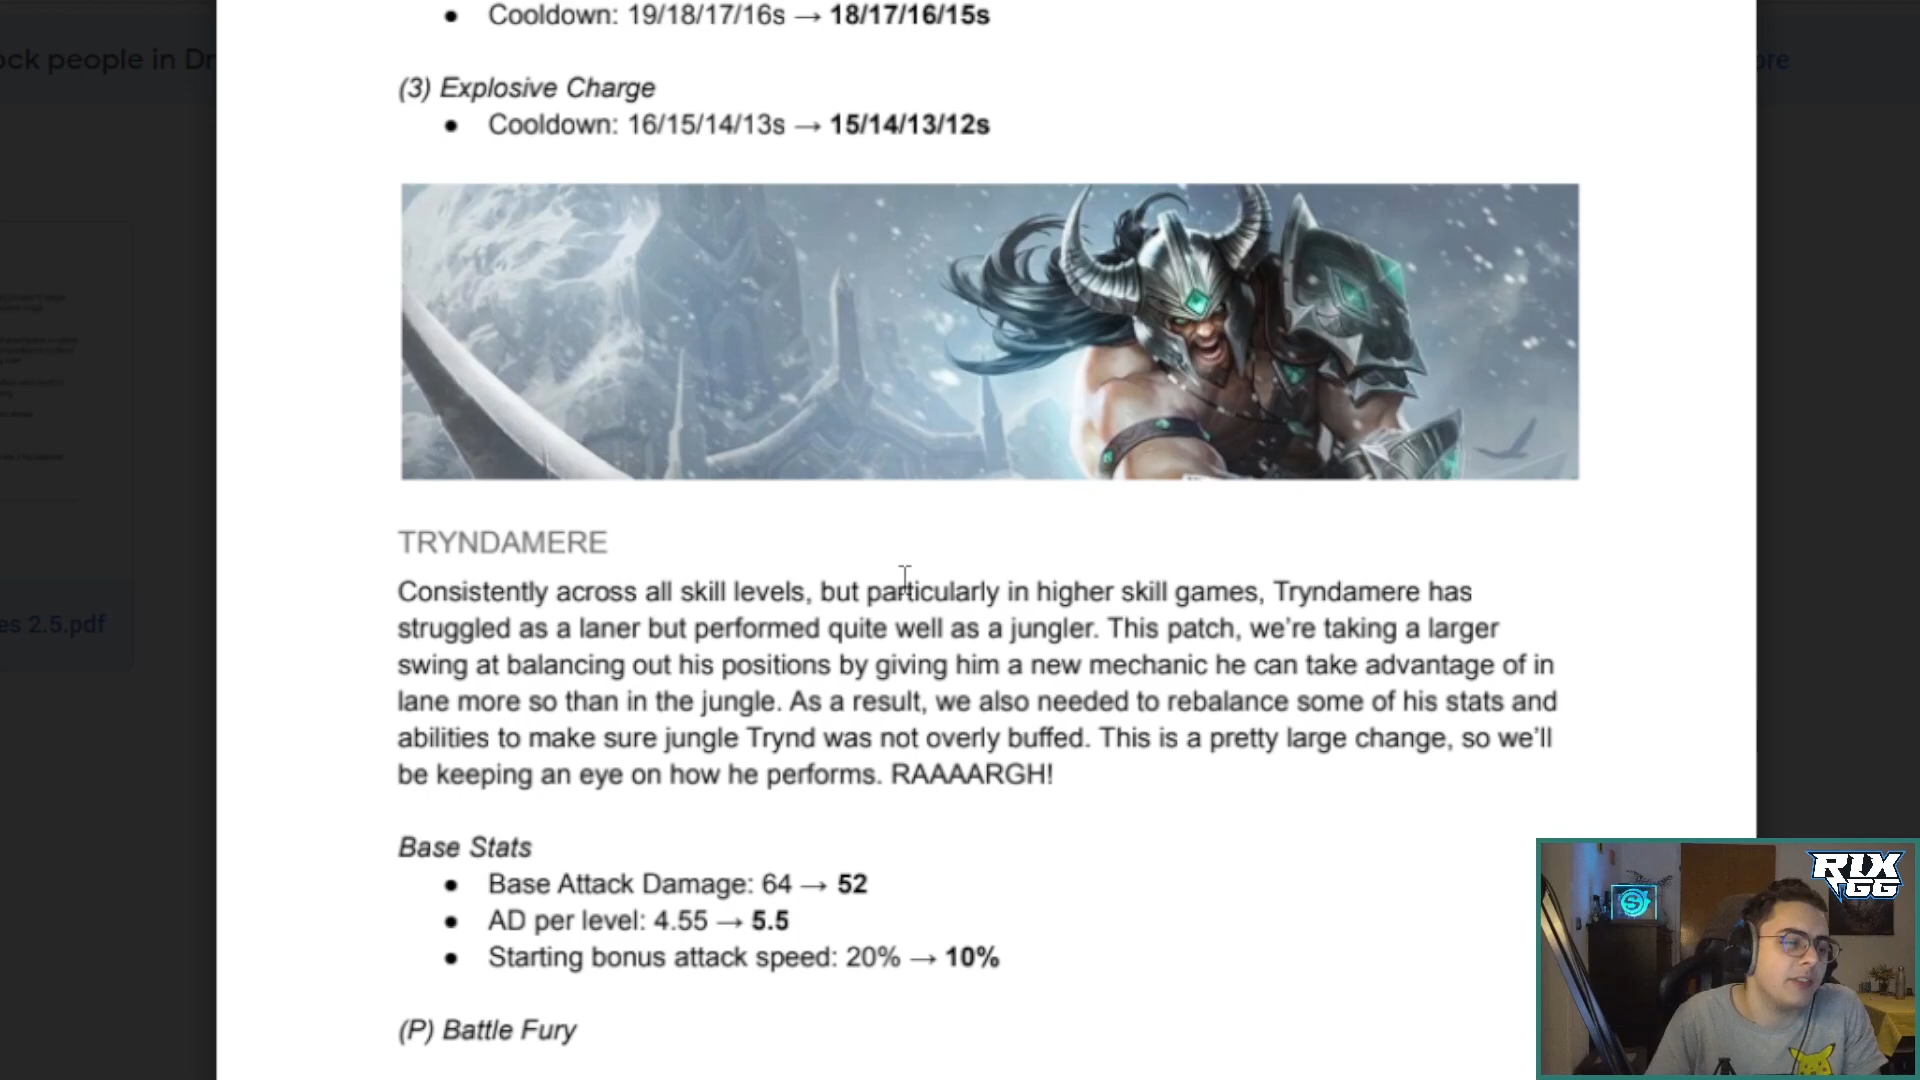 Cooldown: 19/18/17/16s → 18/17/16/15s
ock people in Dr
ore
(3) Explosive Charge
Cooldown: 16/15/14/13s → 15/14/13/12s
TRYNDAMERE
Consistently across all skill levels, but particularly in higher skill games, Tryndamere has
struggled as a laner but performed quite well as a jungler. This patch, we're taking a larger
swing at balancing out his positions by giving him a new mechanic he can take advantage of in
lane more so than in the jungle. As a result, we also needed to rebalance some of his stats and
abilities to make sure jungle Trynd was not overly buffed. This is a pretty large change, so we'll
be keeping an eye on how he performs. RAAAARGH!
es 2.5.pdf
Base Stats
Base Attack Damage: 64 → 52
AD per level: 4.55 → 5.5
Starting bonus attack speed: 20% → 10%
(P) Battle Fury
RIX
GG